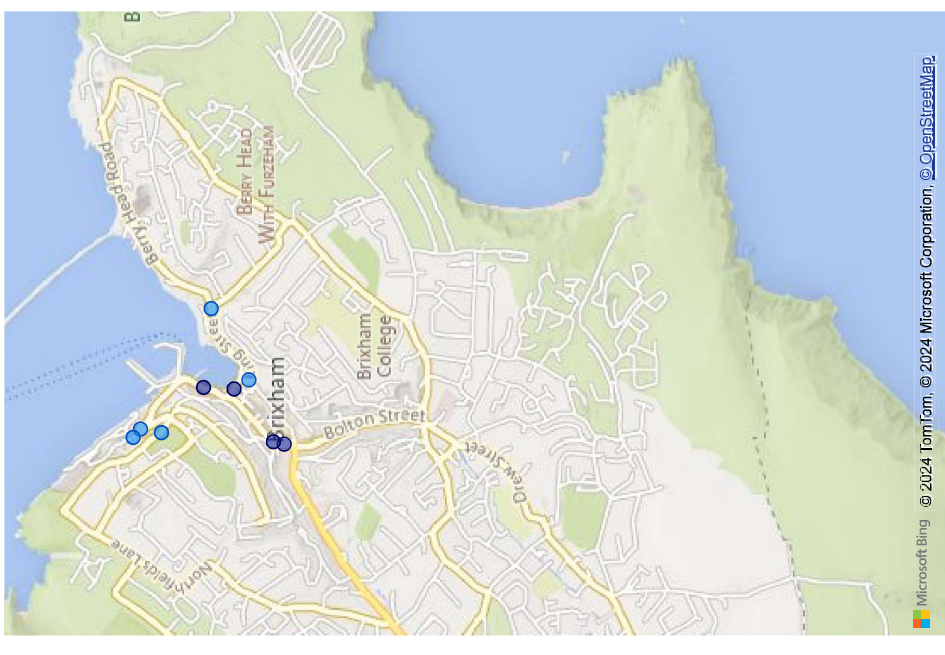 B
BERRY HEAD
WITH FURZEHAM
Berry Head Road
Brixham
College
Brixham
Bolton Street
Drew Street
Northfields Lane
© 2024 TomTom, © 2024 Microsoft Corporation, © OpenStreetMap
Microsoft Bing